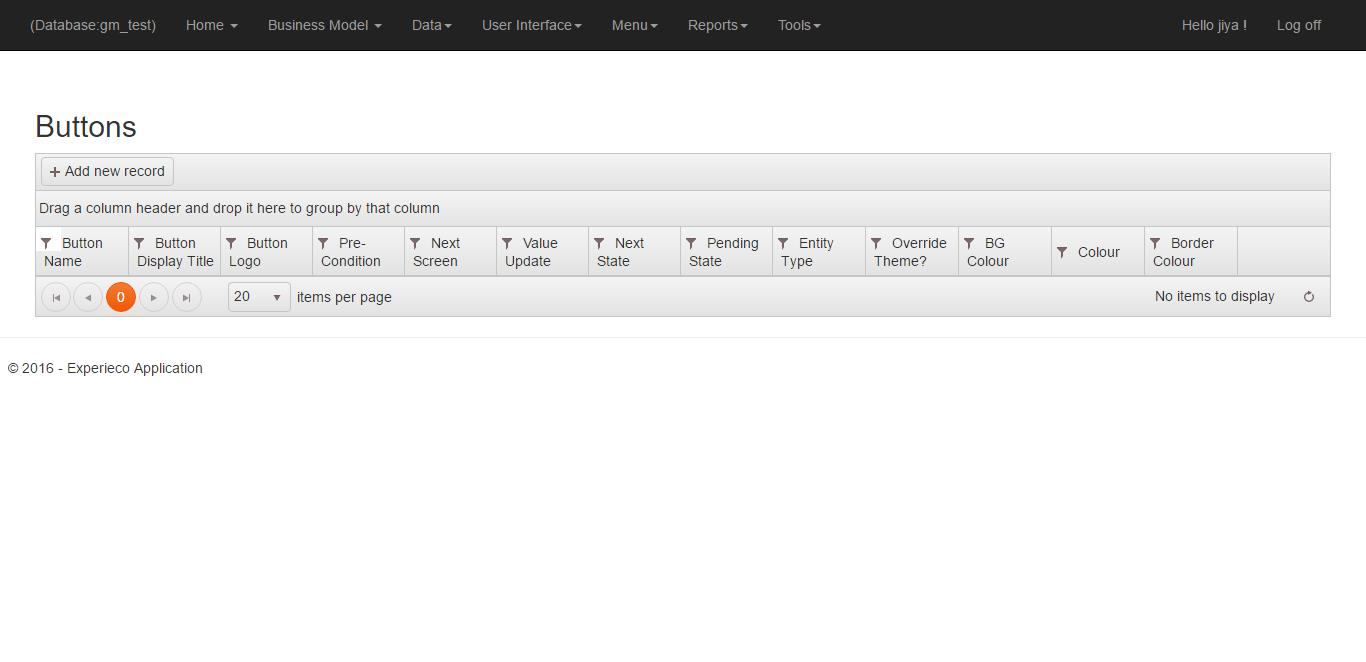 (Database:gm_test) Home Business Model Data User Interface Menu Reports Tools Hello jiya ! Log off
Buttons
Add new record
Drag a column header and drop it here to group by that column
Button Name
Button Display Title
Button Logo
Pre-Condition
Next Screen
Value Update
Next State
Pending State
Entity Type
Override Theme?
BG Colour
Colour
Border Colour
0 20 items per page No items to display
© 2016 - Experieco Application